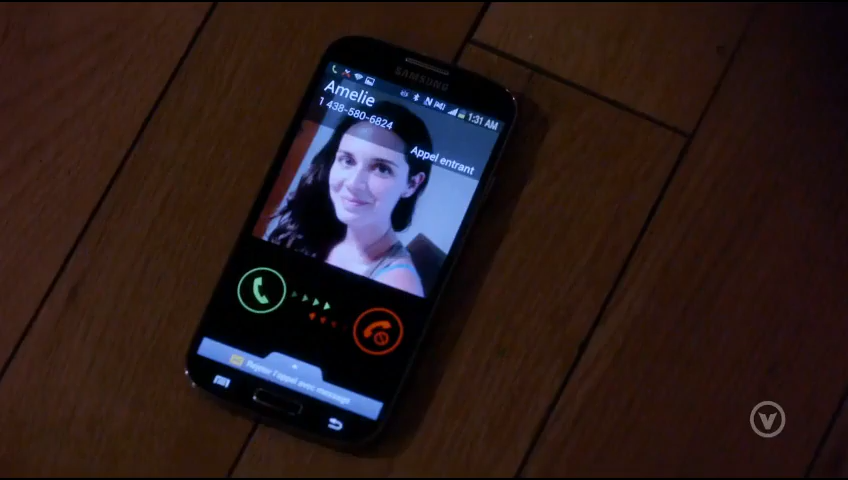 SAMSUNG
1:31 AM
Amelie
1 438-580-6824
Appel entrant
Rejeter l'appel avec message
V